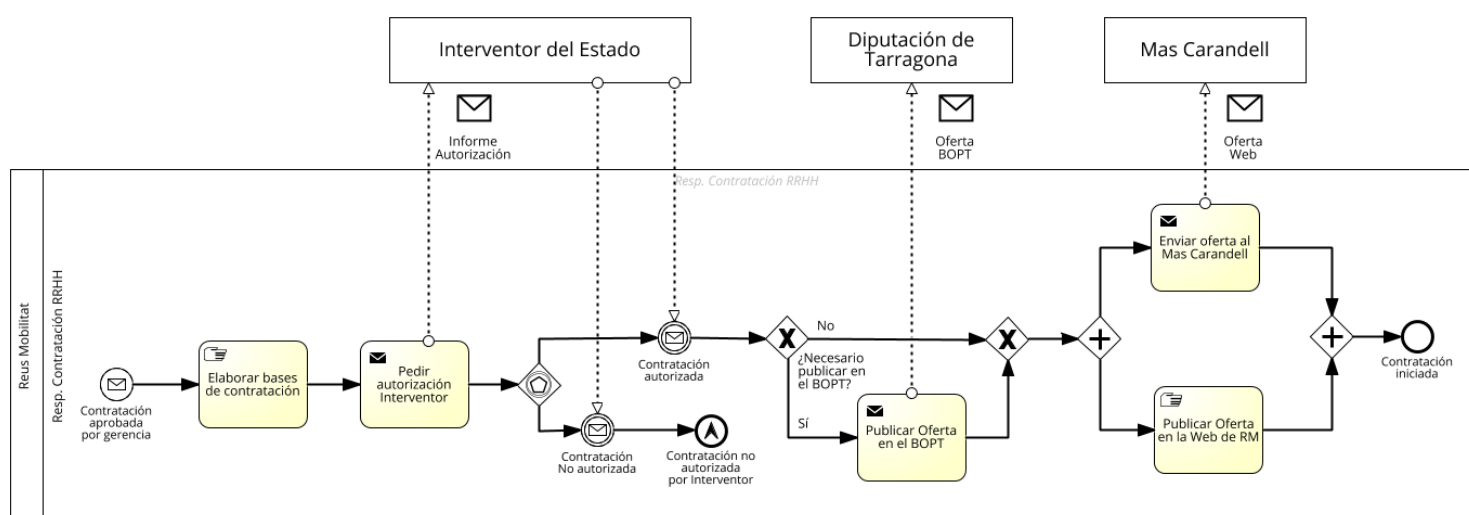 Interventor del Estado
Diputación de
Tarragona
Mas Carandell
Informe
Autorización
Oferta
BOPT
Oferta
Web
Reus Mobilitat
Resp. Contratación RRHH
Resp. Contratación RRHH
Contratación
aprobada
por gerencia
Elaborar bases
de contratación
Pedir
autorización
Interventor
Contratación
autorizada
Contratación
No autorizada
Contratación no
autorizada
por Interventor
No
¿Necesario
publicar en
el BOPT?
Sí
Publicar Oferta
en el BOPT
Enviar oferta al
Mas Carandell
Publicar Oferta
en la Web de RM
Contratación
iniciada